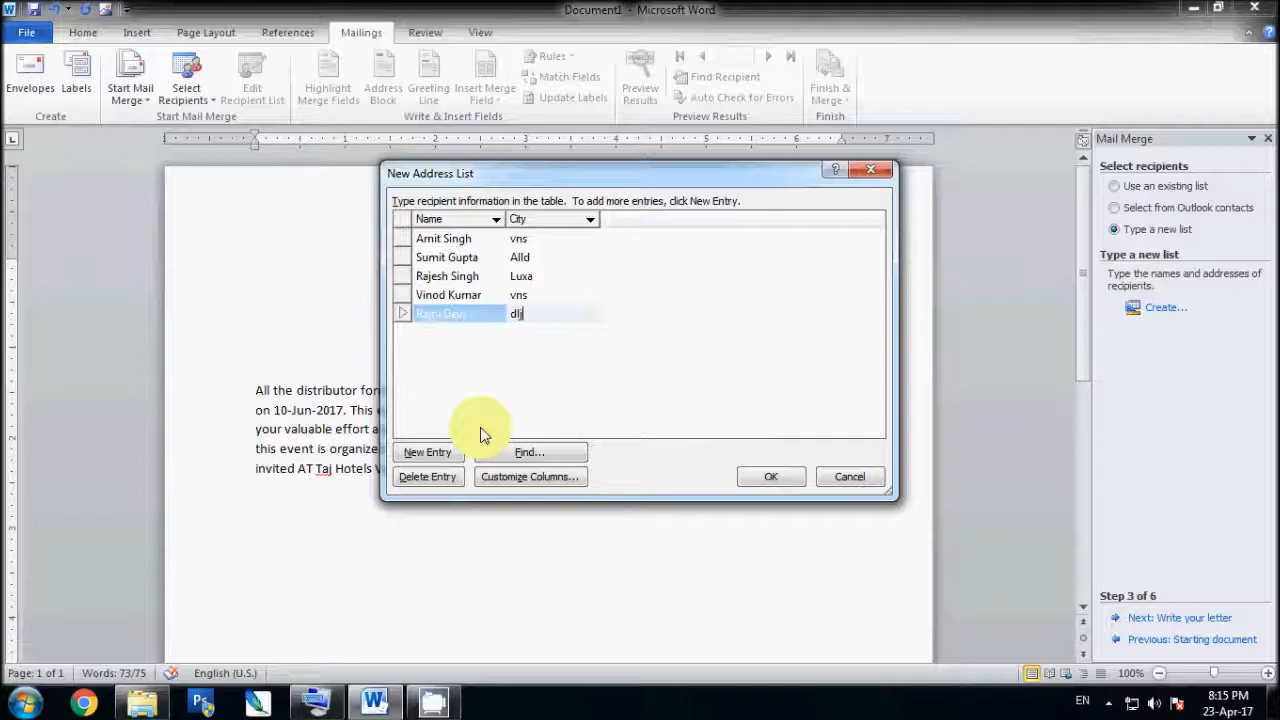 Document1 - Microsoft Word
File Home Insert Page Layout References Mailings Review View
Envelopes
Labels
Create
Start Mail
Merge
Select
Recipients
Edit
Recipient List
Start Mail Merge
Highlight
Merge Fields
Address
Block
Greeting
Line
Insert Merge
Field
Rules
Match Fields
Update Labels
Write & Insert Fields
Preview
Results
Find Recipient
Auto Check for Errors
Preview Results
Finish &
Merge
Finish
1 2 3 4 5 6 7
New Address List
Type recipient information in the table. To add more entries, click New Entry.
Name City
Amit Singh vns
Sumit Gupta Alld
Rajesh Singh Luxa
Vinod Kumar vns
dlj
New Entry Find...
Delete Entry Customize Columns... OK Cancel
All the distributor
on 10-Jun-2017. This
your valuable effort
this event is
invited AT Taj Hotels
Mail Merge
Select recipients
Use an existing list
Select from Outlook contacts
Type a new list
Type a new list
Type the names and addresses of
recipients.
Create...
Step 3 of 6
Next: Write your letter
Previous: Starting document
Page: 1 of 1 Words: 73/75 English (U.S.) 100%
EN 8:15 PM
23-Apr-17